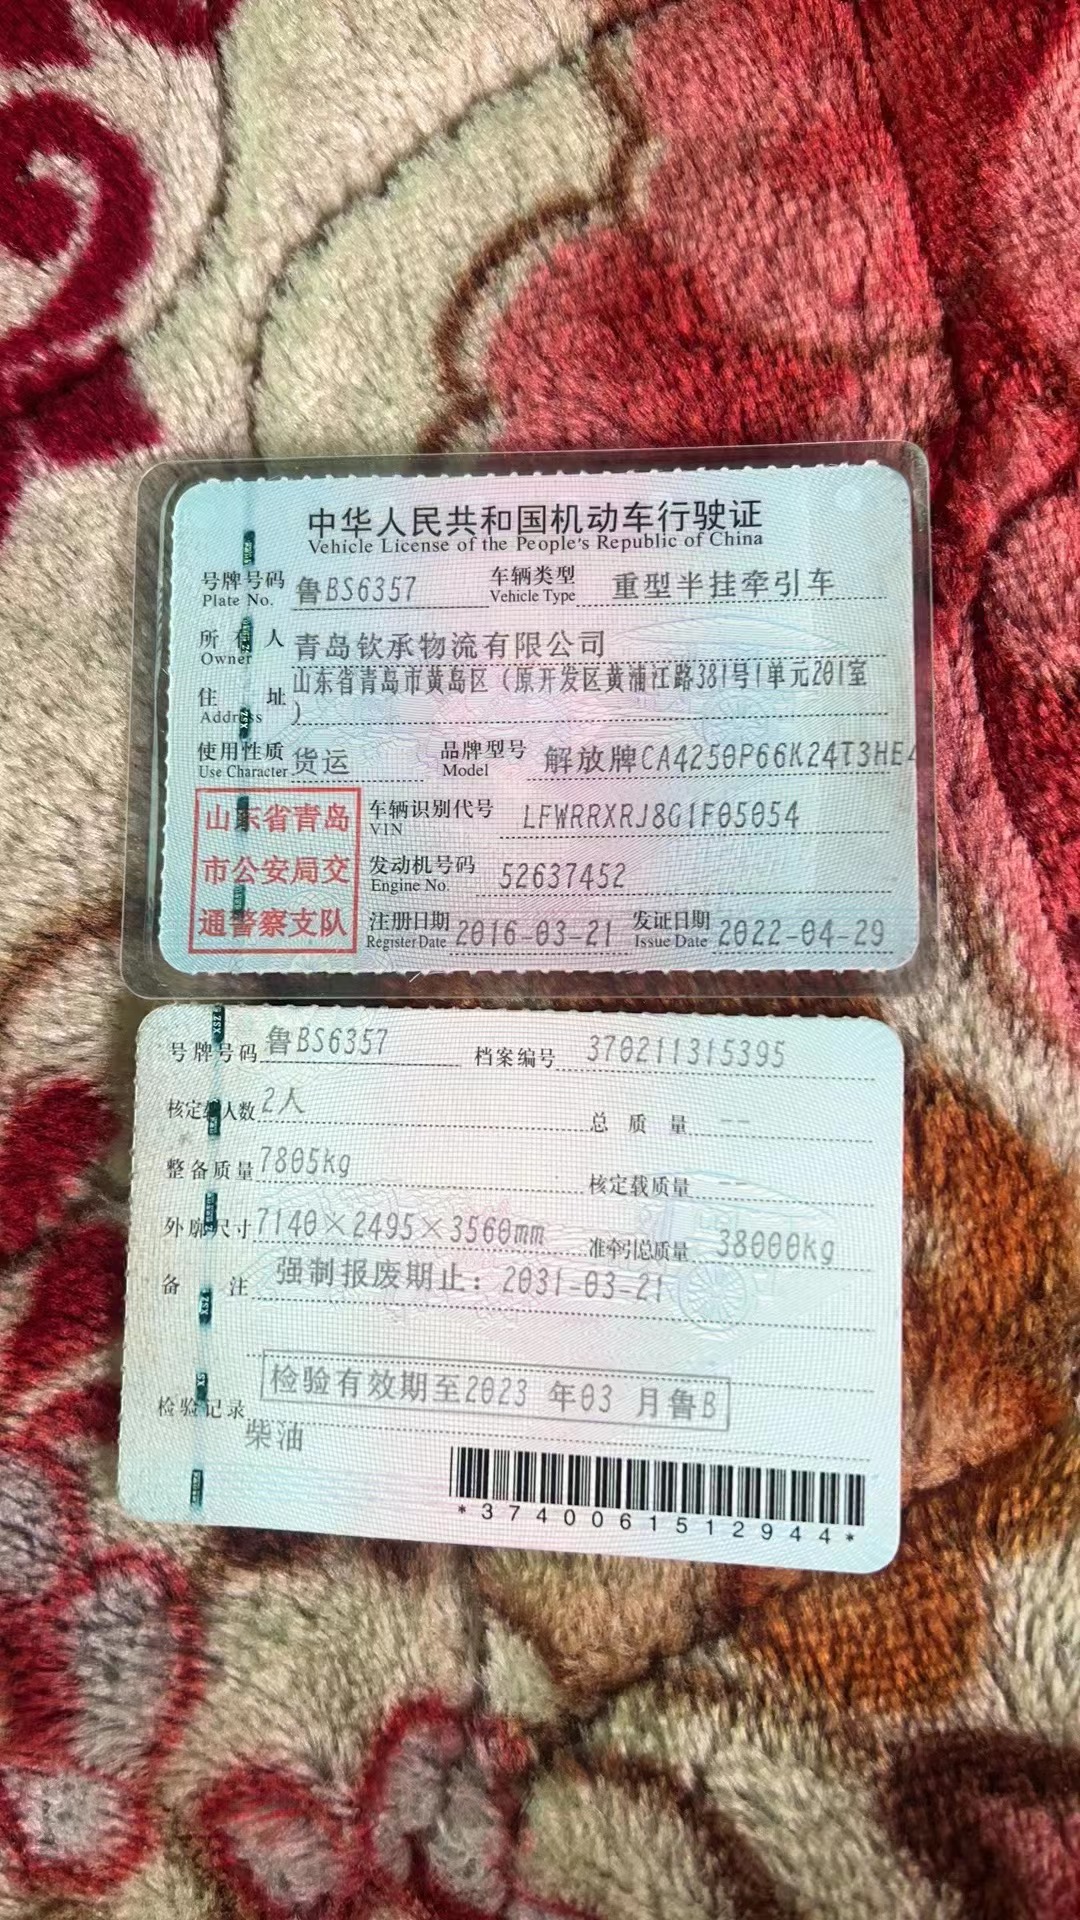 中华人民共和国机动车行驶证
Vehicle License of the People's Republic of China
号牌号码 鲁BS6357 车辆类型 重型半挂牵引车
Plate No. Vehicle Type
所有人 青岛钦承物流有限公司
Owner
住址 山东省青岛市黄岛区（原开发区黄浦江路381号1单元201室
Address ）
使用性质 货运 品牌型号 解放牌CA4250P66K24T3HE4
Use Character Model
山东省青岛
市公安局交
通警察支队
车辆识别代号 LFWRRXRJ8G1F05054
VIN
发动机号码 52637452
Engine No.
注册日期 2016-03-21 发证日期 2022-04-29
Register Date Issue Date
号牌号码 鲁BS6357 档案编号 370211315395
核定载人数 2人 总质量 --
整备质量 7805kg 核定载质量 --
外廓尺寸 7140×2495×3560mm 准牵引总质量 38000kg
备注 强制报废期止：2031-03-21
检验记录 检验有效期至2023 年03 月鲁B
柴油
*3740061512944*